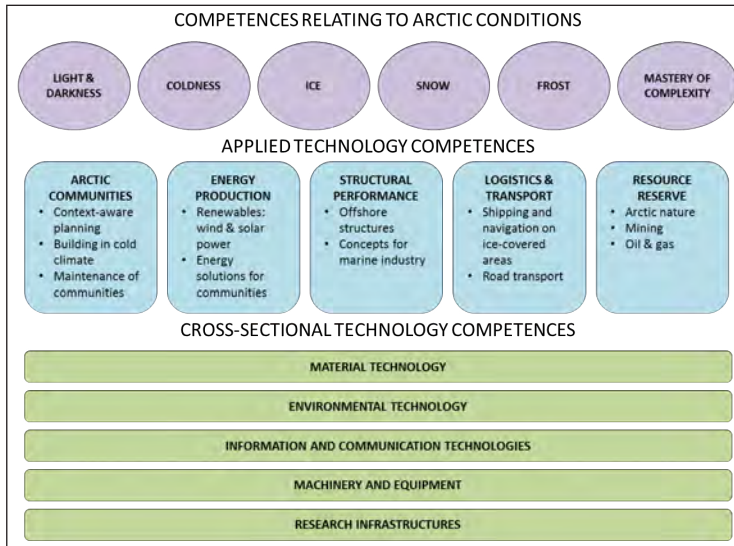 COMPETENCES RELATING TO ARCTIC CONDITIONS
LIGHT &
DARKNESS
COLDNESS
ICE
SNOW
FROST
MASTERY OF
COMPLEXITY
APPLIED TECHNOLOGY COMPETENCES
ARCTIC
COMMUNITIES
• Context-aware
planning
• Building in cold
climate
• Maintenance of
communities
ENERGY
PRODUCTION
• Renewables:
wind & solar
power
• Energy
solutions for
communities
STRUCTURAL
PERFORMANCE
• Offshore
structures
• Concepts for
marine industry
LOGISTICS &
TRANSPORT
• Shipping and
navigation on
ice-covered
areas
• Road transport
RESOURCE
RESERVE
• Arctic nature
• Mining
• Oil & gas
CROSS-SECTIONAL TECHNOLOGY COMPETENCES
MATERIAL TECHNOLOGY
ENVIRONMENTAL TECHNOLOGY
INFORMATION AND COMMUNICATION TECHNOLOGIES
MACHINERY AND EQUIPMENT
RESEARCH INFRASTRUCTURES